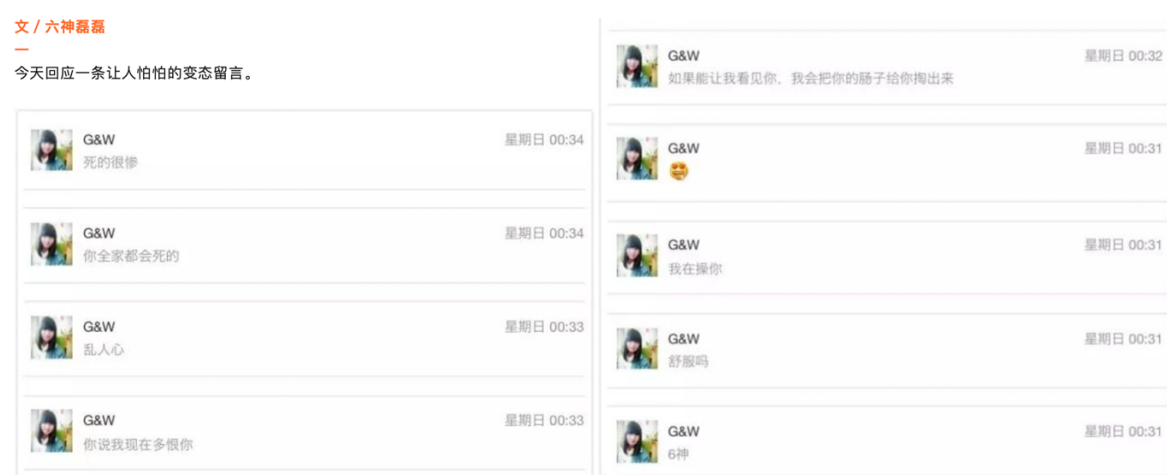 文 / 六神磊磊
一
今天回应一条让人怕怕的变态留言。
G&W
星期日 00:34
死的很惨
G&W
星期日 00:34
你全家都会死的
G&W
星期日 00:33
乱人心
G&W
星期日 00:33
你说我现在多恨你
G&W
星期日 00:32
如果能让我看见你，我会把你的肠子给你掏出来
G&W
星期日 00:31
G&W
星期日 00:31
我在操你
G&W
星期日 00:31
舒服吗
G&W
星期日 00:31
6神